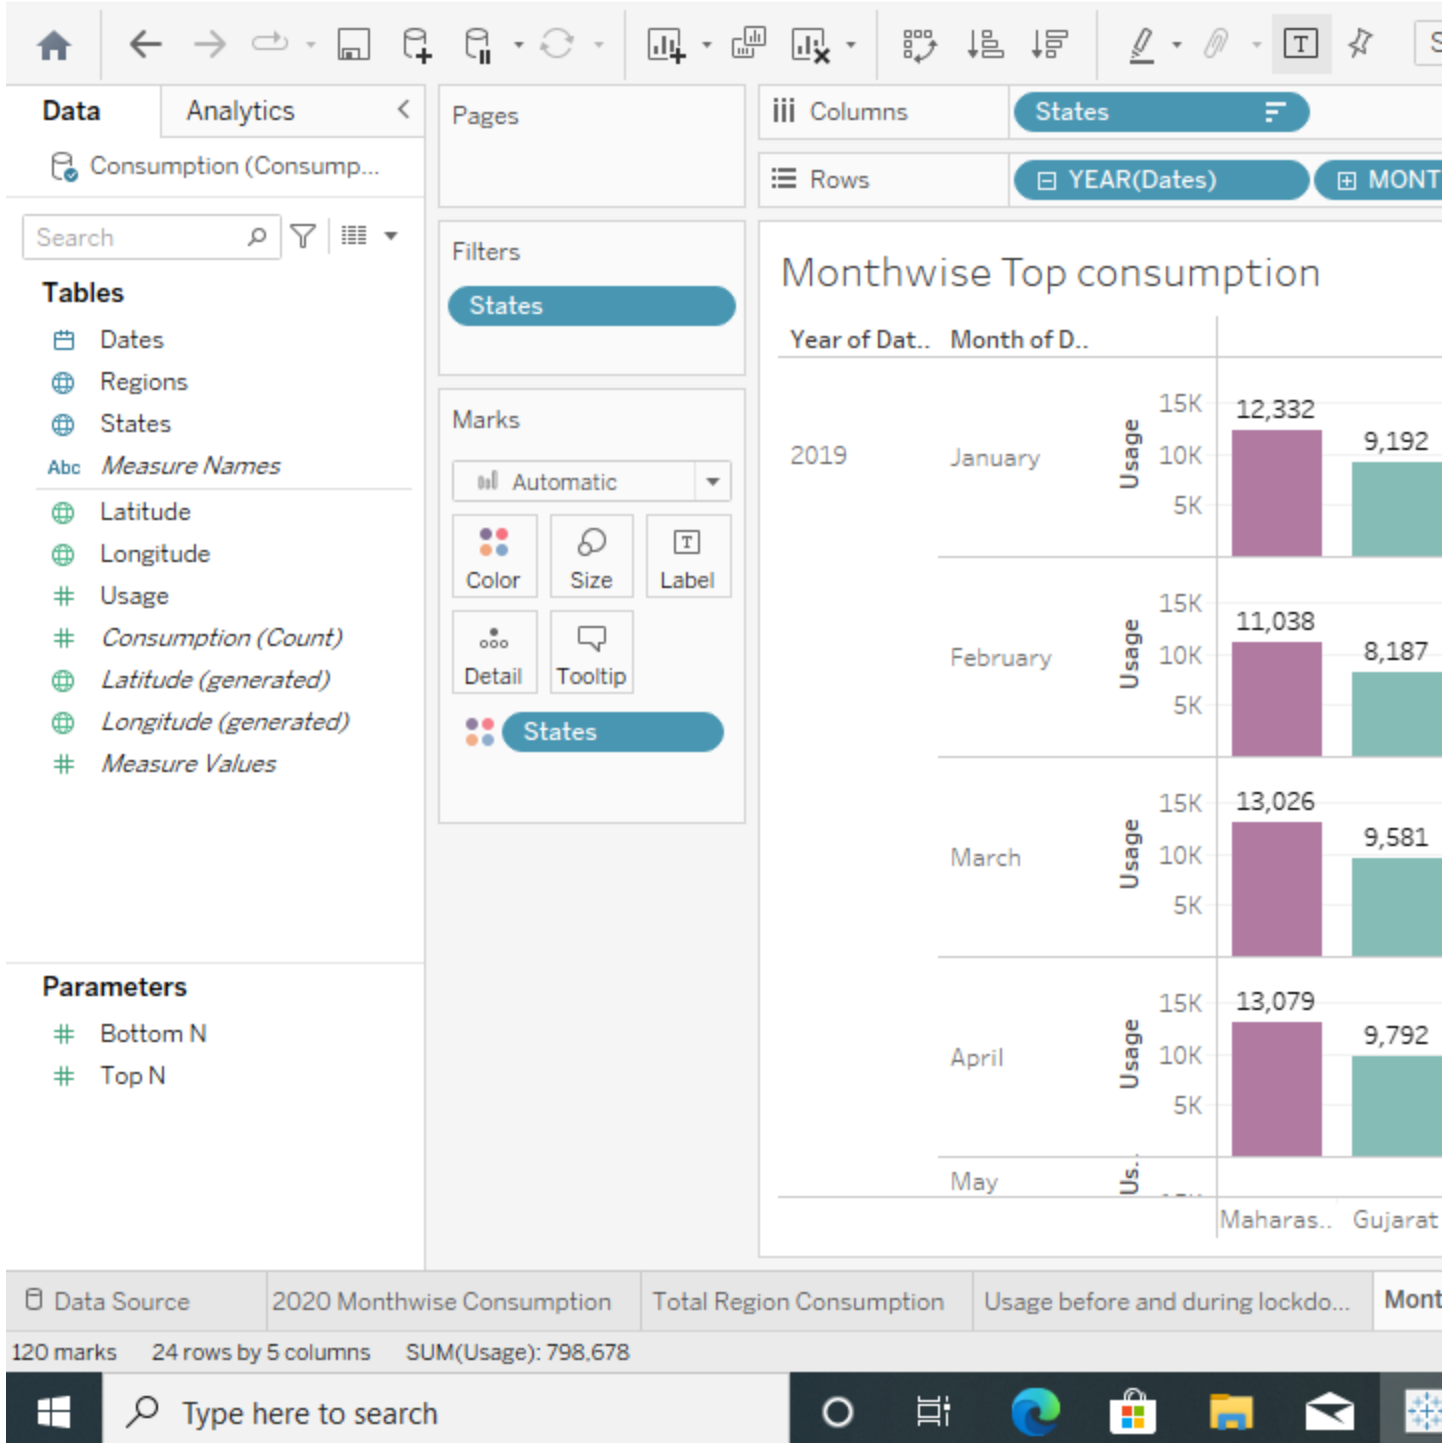 T
S
Data
Analytics
Consumption (Consump...
Search
Tables
Dates
Regions
States
Abc Measure Names
Latitude
Longitude
Usage
Consumption (Count)
Latitude (generated)
Longitude (generated)
Measure Values
Parameters
Bottom N
Top N
Pages
Filters
States
Marks
Automatic
Color
Size
T
Label
Detail
Tooltip
States
Columns
States
Rows
YEAR(Dates)
MONT
Monthwise Top consumption
Year of Dat.. Month of D..
2019
January
Usage
15K
10K
5K
12,332
9,192
February
Usage
15K
10K
5K
11,038
8,187
March
Usage
15K
10K
5K
13,026
9,581
April
Usage
15K
10K
5K
13,079
9,792
May
Us..
Maharas..
Gujarat
Data Source
2020 Monthwise Consumption
Total Region Consumption
Usage before and during lockdo...
Mont
120 marks 24 rows by 5 columns SUM(Usage): 798,678
Type here to search